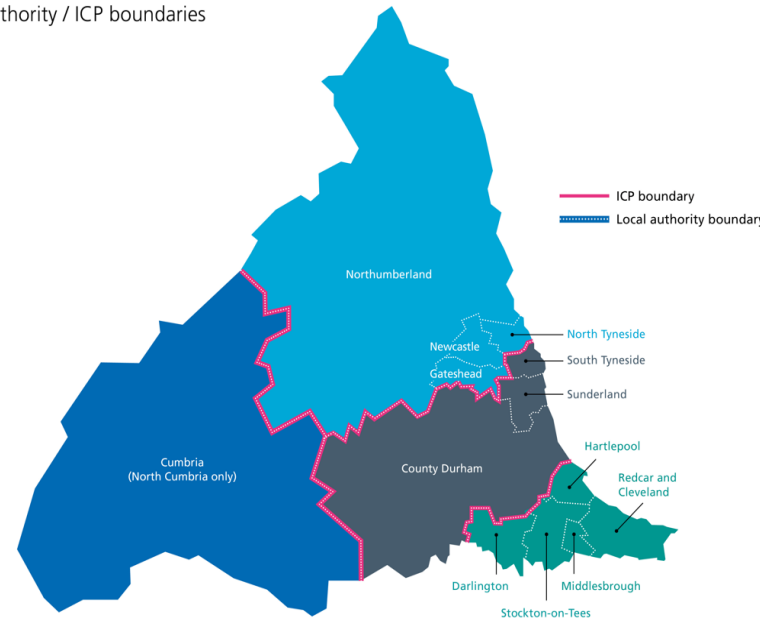 thority / ICP boundaries
ICP boundary
Local authority boundary
Northumberland
North Tyneside
Newcastle
South Tyneside
Gateshead
Sunderland
Hartlepool
Cumbria
(North Cumbria only)
County Durham
Redcar and
Cleveland
Darlington
Middlesbrough
Stockton-on-Tees